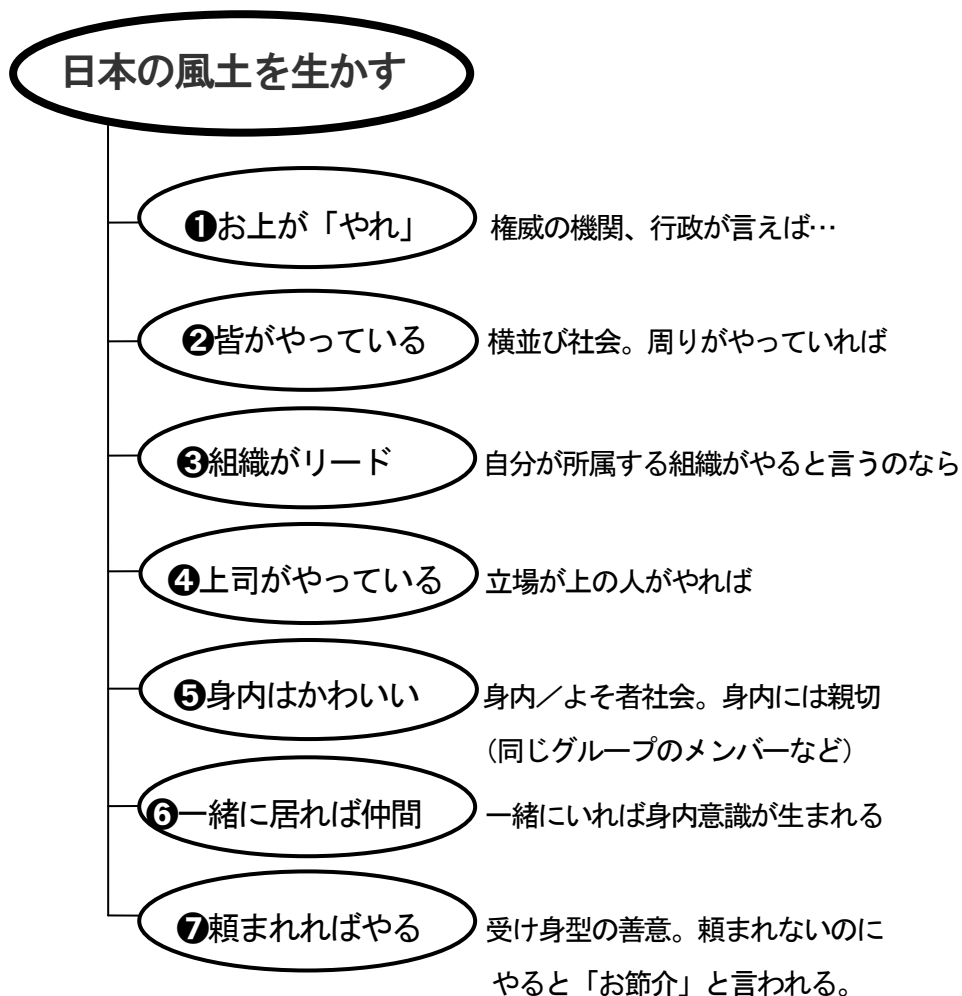 日本の風土を生かす
❶お上が「やれ」
権威の機関、行政が言えば…
❷皆がやっている
横並び社会。周りがやっていれば
❸組織がリード
自分が所属する組織がやると言うのなら
❹上司がやっている
立場が上の人がやれば
❺身内はかわいい
身内／よそ者社会。身内には親切
（同じグループのメンバーなど）
❻一緒に居れば仲間
一緒にいれば身内意識が生まれる
❼頼まれればやる
受け身型の善意。頼まれないのに
やると「お節介」と言われる。